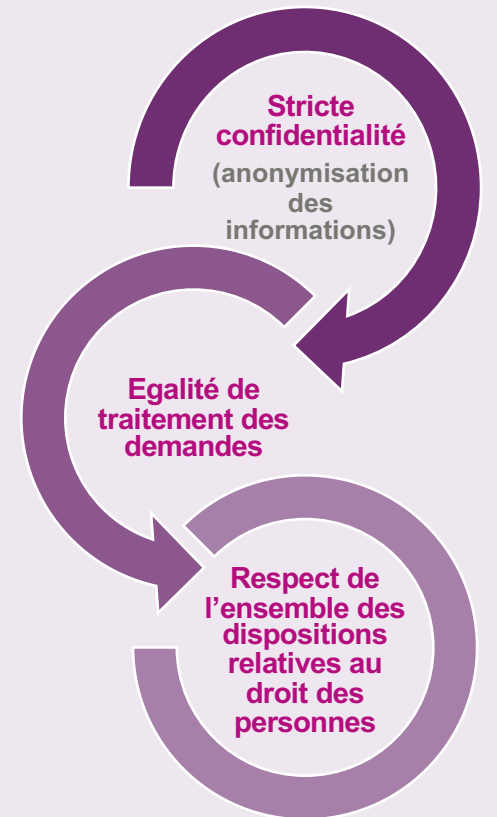 Stricte
confidentialité
(anonymisation
des
informations)
Egalité de
traitement des
demandes
Respect de
l’ensemble des
dispositions
relatives au
droit des
personnes